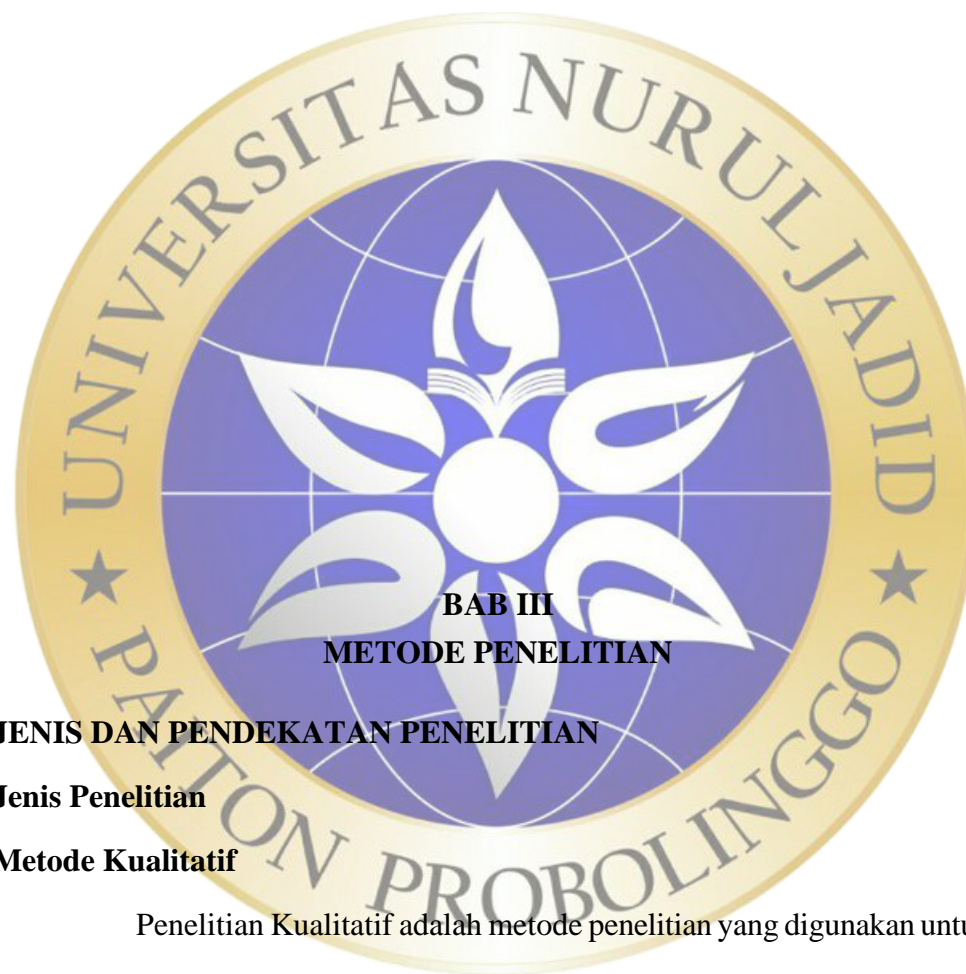 UNIVERSITAS NURUL JADID
★ PAITON PROBOLINGGO ★
BAB III
METODE PENELITIAN
JENIS DAN PENDEKATAN PENELITIAN
Jenis Penelitian
Metode Kualitatif
Penelitian Kualitatif adalah metode penelitian yang digunakan